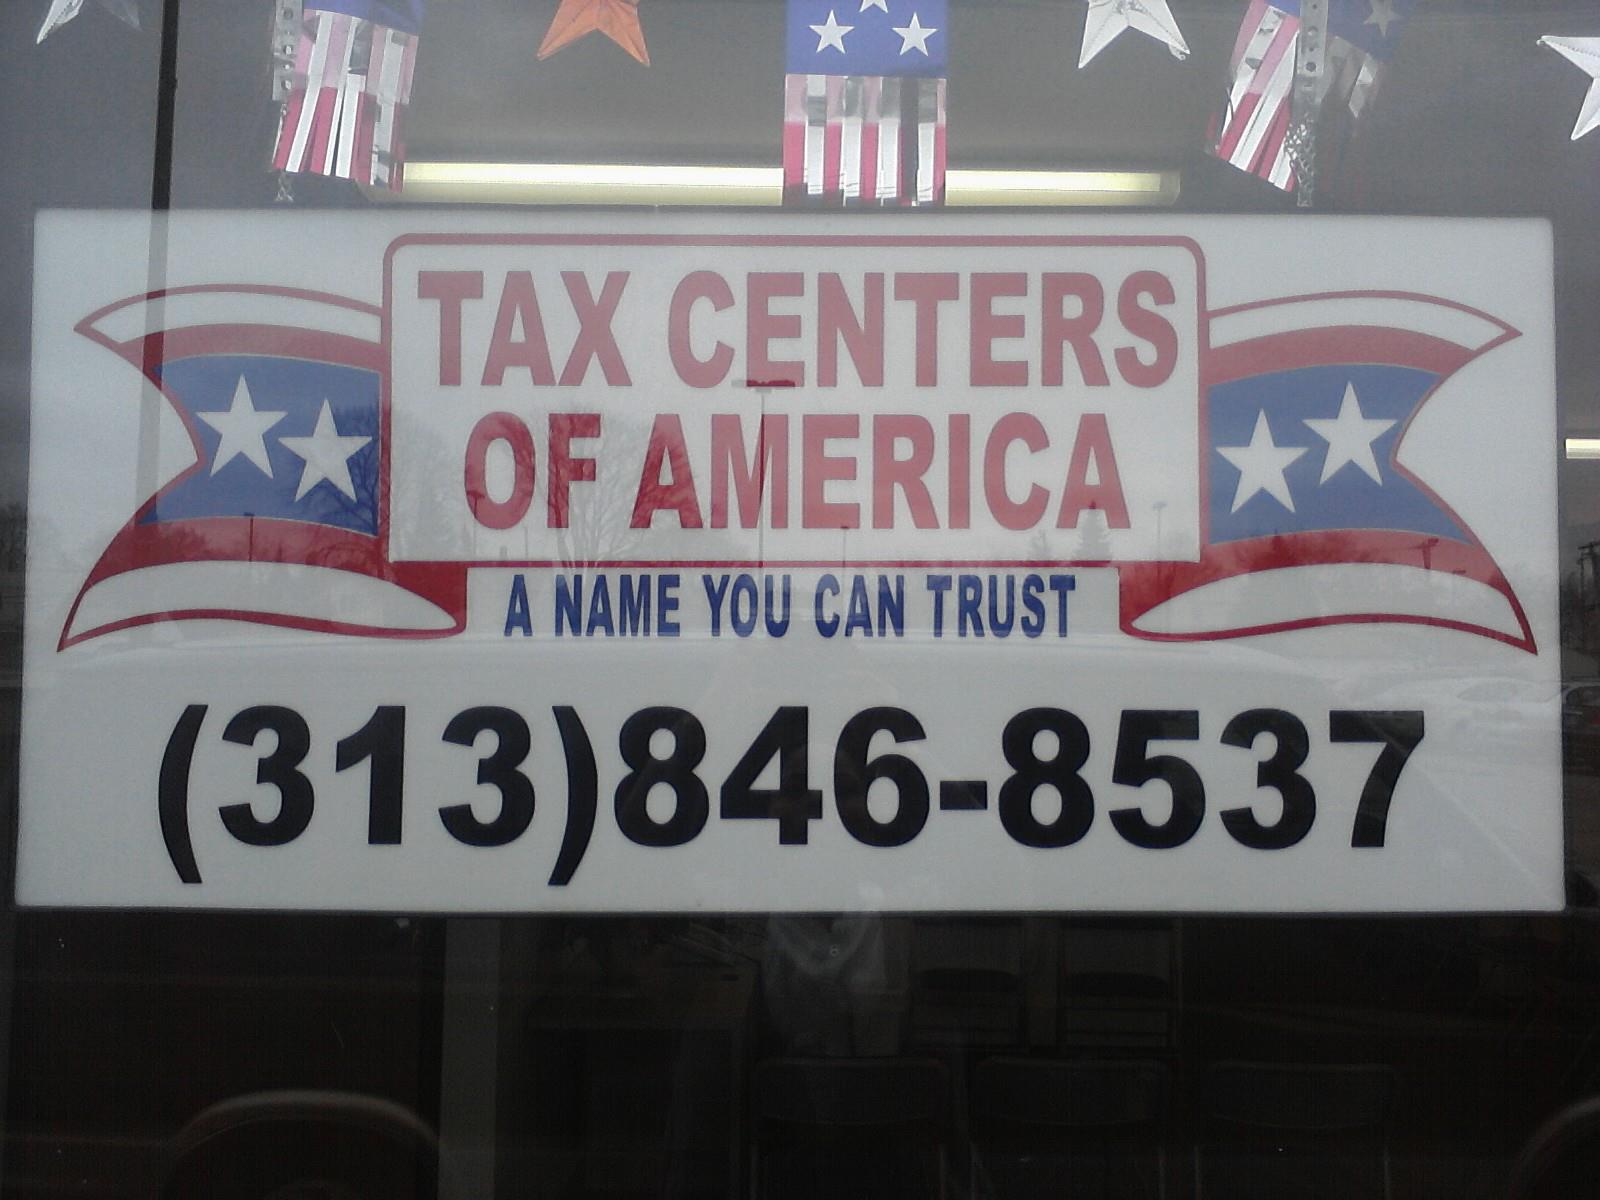 TAX CENTERS
OF AMERICA
A NAME YOU CAN TRUST
(313)846-8537